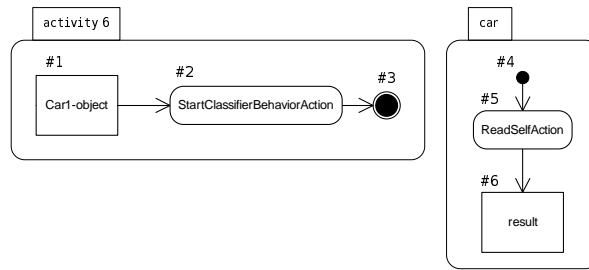 activity 6
#1
Car1-object
#2
StartClassifierBehaviorAction
#3
car
#4
#5
ReadSelfAction
#6
result